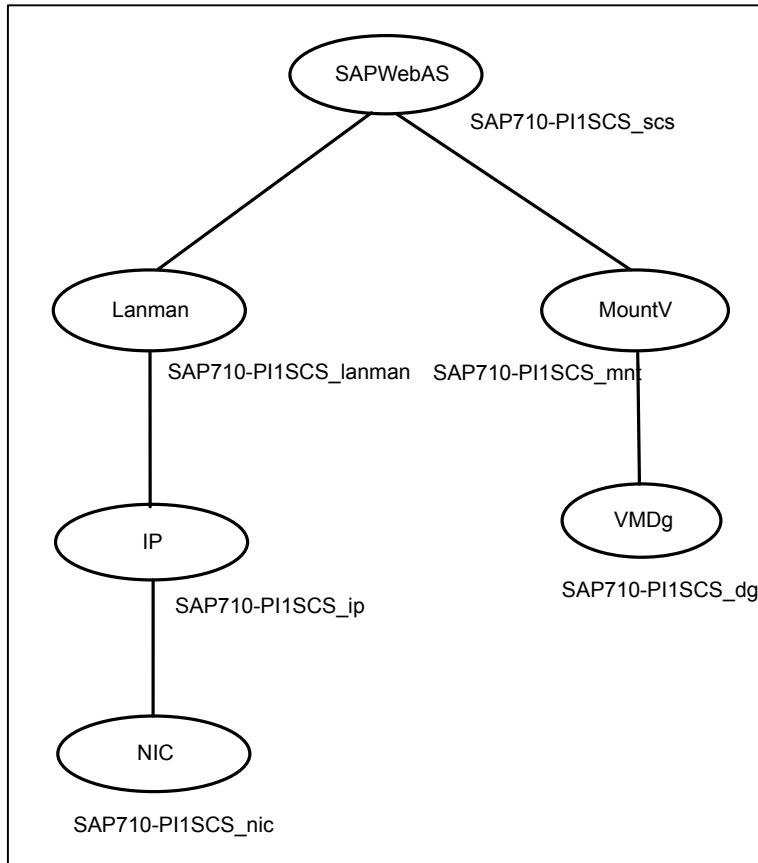 SAPWebAS
SAP710-PI1SCS_scs
Lanman
MountV
SAP710-PI1SCS_lanman
SAP710-PI1SCS_mnt
VMDg
IP
SAP710-PI1SCS_dg
SAP710-PI1SCS_ip
NIC
SAP710-PI1SCS_nic